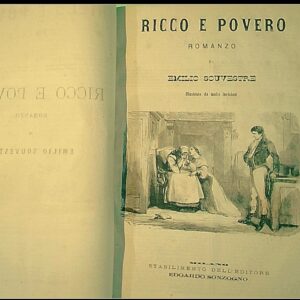 RICCO E POVERO
ROMANZO
EMILIO SOUVESTRE
MILANO
STABILIMENTO DELL'EDITORE
EDOARDO SONZOGNO